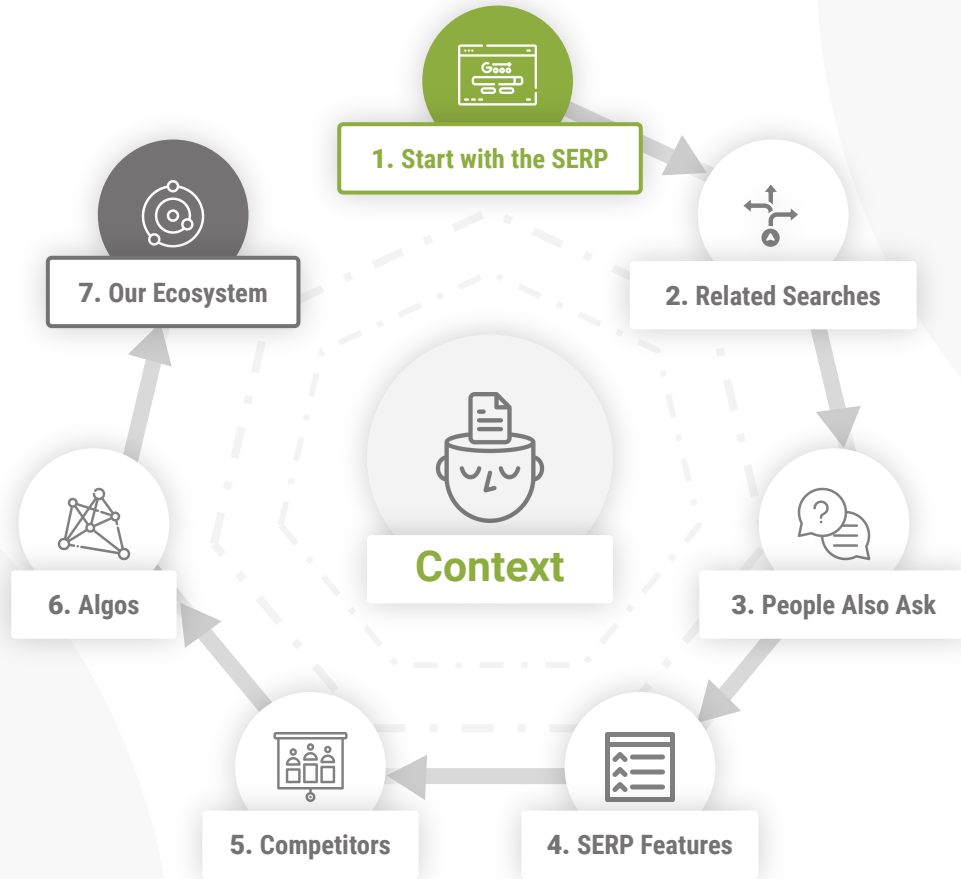 Gooo
1. Start with the SERP
7. Our Ecosystem
2. Related Searches
?
Context
6. Algos
3. People Also Ask
5. Competitors
4. SERP Features